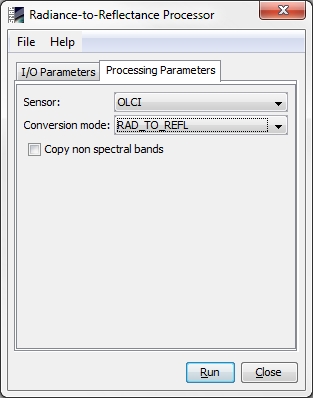 Radiance-to-Reflectance Processor
File Help
I/O Parameters Processing Parameters
Sensor: OLCI
Conversion mode: RAD_TO_REFL
Copy non spectral bands
Run Close